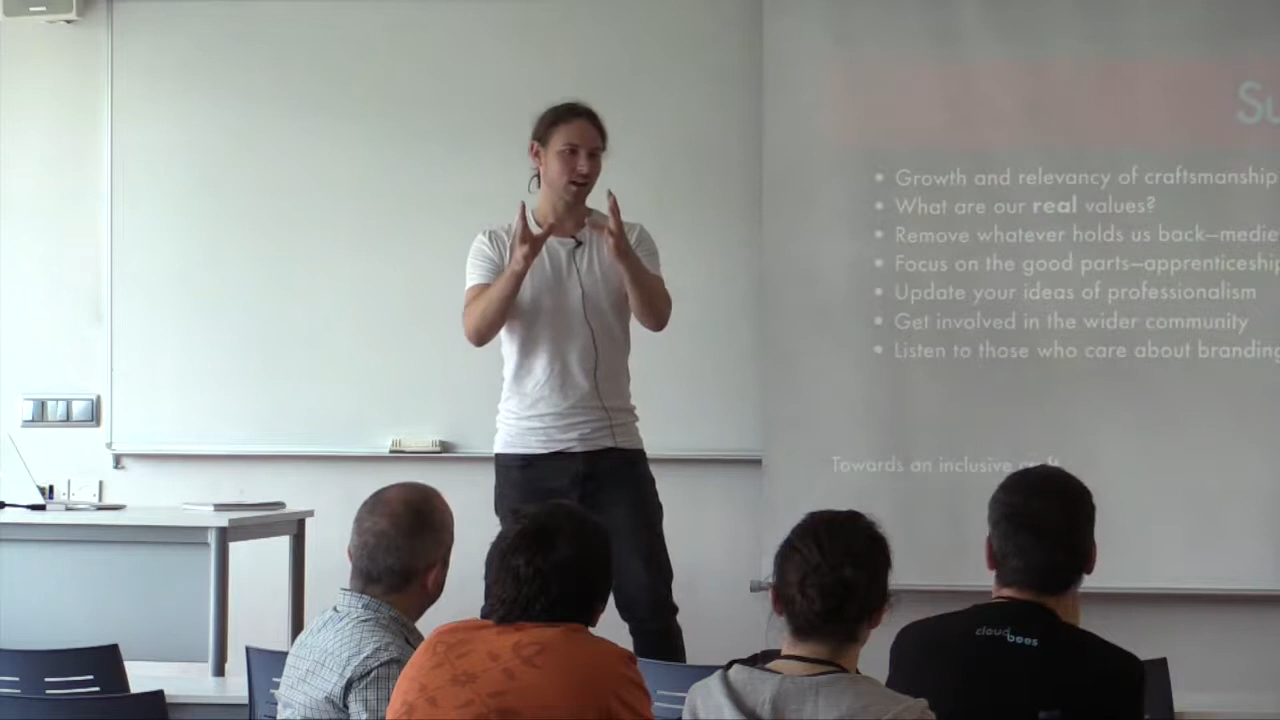 Su
• Growth and relevancy of craftsmanship
• What are our real values?
• Remove whatever holds us back—medie
• Focus on the good parts—apprenticeship
• Update your ideas of professionalism
• Get involved in the wider community
• Listen to those who care about branding
Towards an inclusive craft
cloudbees